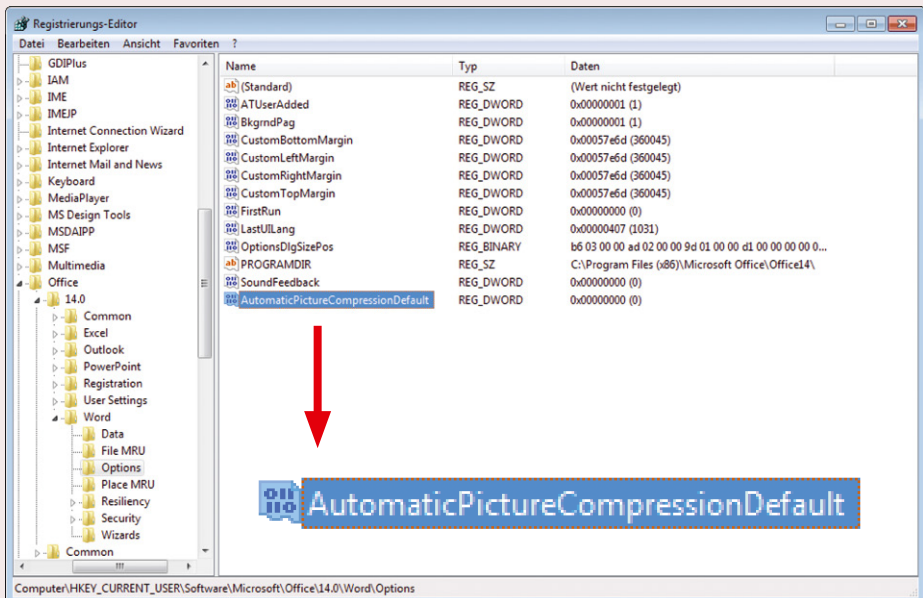 Registrierungs-Editor
Datei Bearbeiten Ansicht Favoriten ?
GDIPlus
IAM
IME
IMEJP
Internet Connection Wizard
Internet Explorer
Internet Mail and News
Keyboard
MediaPlayer
MS Design Tools
MSDAIPP
MSF
Multimedia
Office
14.0
Common
Excel
Outlook
PowerPoint
Registration
User Settings
Word
Data
File MRU
Options
Place MRU
Resiliency
Security
Wizards
Common
Name Typ Daten
(Standard) REG_SZ (Wert nicht festgelegt)
ATUserAdded REG_DWORD 0x00000001 (1)
BkgrndPag REG_DWORD 0x00000001 (1)
CustomBottomMargin REG_DWORD 0x00057e6d (360045)
CustomLeftMargin REG_DWORD 0x00057e6d (360045)
CustomRightMargin REG_DWORD 0x00057e6d (360045)
CustomTopMargin REG_DWORD 0x00057e6d (360045)
FirstRun REG_DWORD 0x00000000 (0)
LastUILang REG_DWORD 0x00000407 (1031)
OptionsDlgSizePos REG_BINARY b6 03 00 00 ad 02 00 00 9d 01 00 00 d1 00 00 00 00 0...
PROGRAMDIR REG_SZ C:\Program Files (x86)\Microsoft Office\Office14\
SoundFeedback REG_DWORD 0x00000000 (0)
AutomaticPictureCompressionDefault REG_DWORD 0x00000000 (0)
AutomaticPictureCompressionDefault
Computer\HKEY_CURRENT_USER\Software\Microsoft\Office\14.0\Word\Options